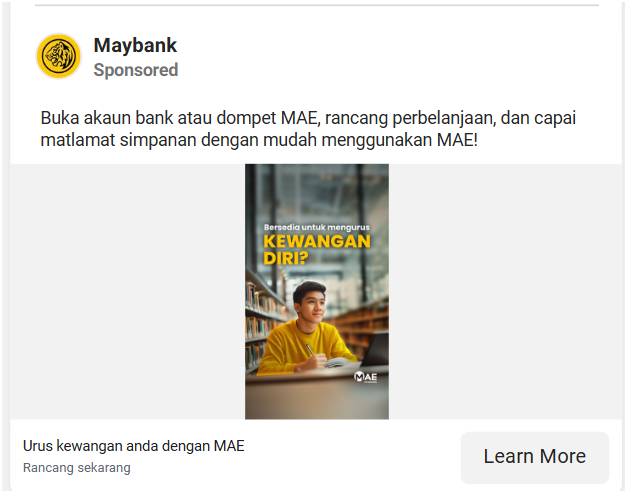 Maybank
Sponsored
Buka akaun bank atau dompet MAE, rancang perbelanjaan, dan capai
matlamat simpanan dengan mudah menggunakan MAE!
Bersedia untuk mengurus
KEWANGAN
DIRI?
MAE
Urus kewangan anda dengan MAE
Rancang sekarang
Learn More